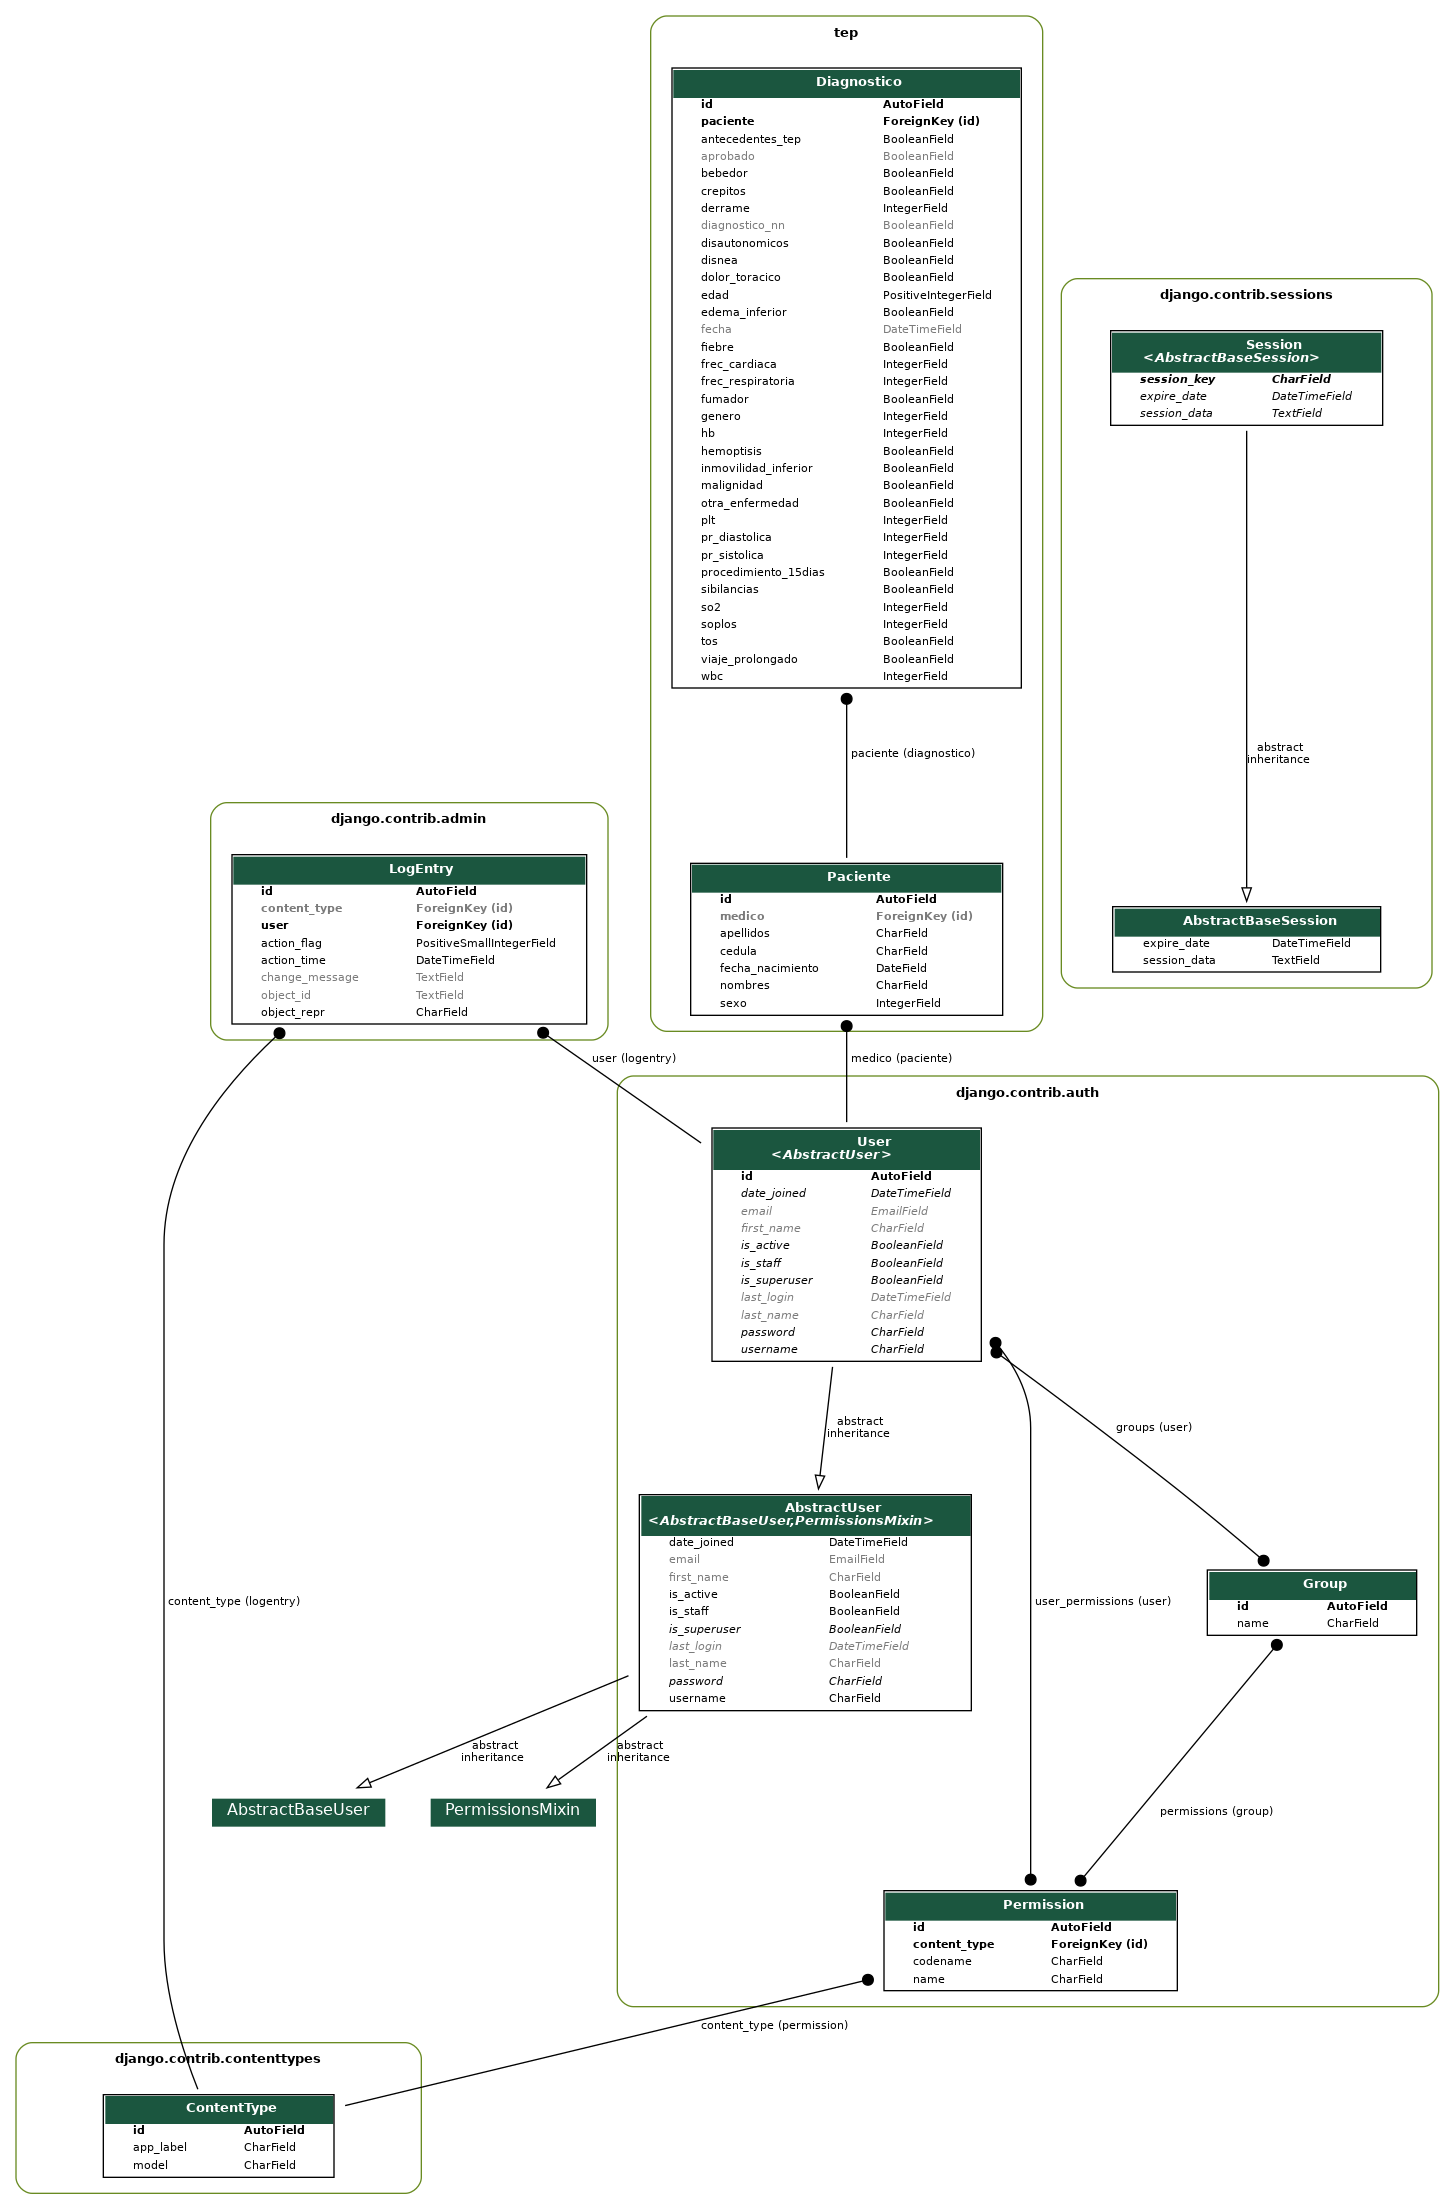 tep
Diagnostico
id AutoField
paciente ForeignKey (id)
antecedentes_tep BooleanField
aprobado BooleanField
bebedor BooleanField
crepitos BooleanField
derrame IntegerField
diagnostico_nn BooleanField
disautonomicos BooleanField
disnea BooleanField
dolor_toracico BooleanField
edad PositiveIntegerField
edema_inferior BooleanField
fecha DateTimeField
fiebre BooleanField
frec_cardiaca IntegerField
frec_respiratoria IntegerField
fumador BooleanField
genero IntegerField
hb IntegerField
hemoptisis BooleanField
inmovilidad_inferior BooleanField
malignidad BooleanField
otra_enfermedad BooleanField
plt IntegerField
pr_diastolica IntegerField
pr_sistolica IntegerField
procedimiento_15dias BooleanField
sibilancias BooleanField
so2 IntegerField
soplos IntegerField
tos BooleanField
viaje_prolongado BooleanField
wbc IntegerField
paciente (diagnostico)
Paciente
id AutoField
medico ForeignKey (id)
apellidos CharField
cedula CharField
fecha_nacimiento DateField
nombres CharField
sexo IntegerField
medico (paciente)
django.contrib.sessions
Session
<AbstractBaseSession>
session_key CharField
expire_date DateTimeField
session_data TextField
abstract
inheritance
AbstractBaseSession
expire_date DateTimeField
session_data TextField
django.contrib.admin
LogEntry
id AutoField
content_type ForeignKey (id)
user ForeignKey (id)
action_flag PositiveSmallIntegerField
action_time DateTimeField
change_message TextField
object_id TextField
object_repr CharField
user (logentry)
content_type (logentry)
django.contrib.auth
User
<AbstractUser>
id AutoField
date_joined DateTimeField
email EmailField
first_name CharField
is_active BooleanField
is_staff BooleanField
is_superuser BooleanField
last_login DateTimeField
last_name CharField
password CharField
username CharField
abstract
inheritance
groups (user)
user_permissions (user)
AbstractUser
<AbstractBaseUser,PermissionsMixin>
date_joined DateTimeField
email EmailField
first_name CharField
is_active BooleanField
is_staff BooleanField
is_superuser BooleanField
last_login DateTimeField
last_name CharField
password CharField
username CharField
Group
id AutoField
name CharField
abstract
inheritance
abstract
inheritance
AbstractBaseUser
PermissionsMixin
permissions (group)
Permission
id AutoField
content_type ForeignKey (id)
codename CharField
name CharField
content_type (permission)
django.contrib.contenttypes
ContentType
id AutoField
app_label CharField
model CharField